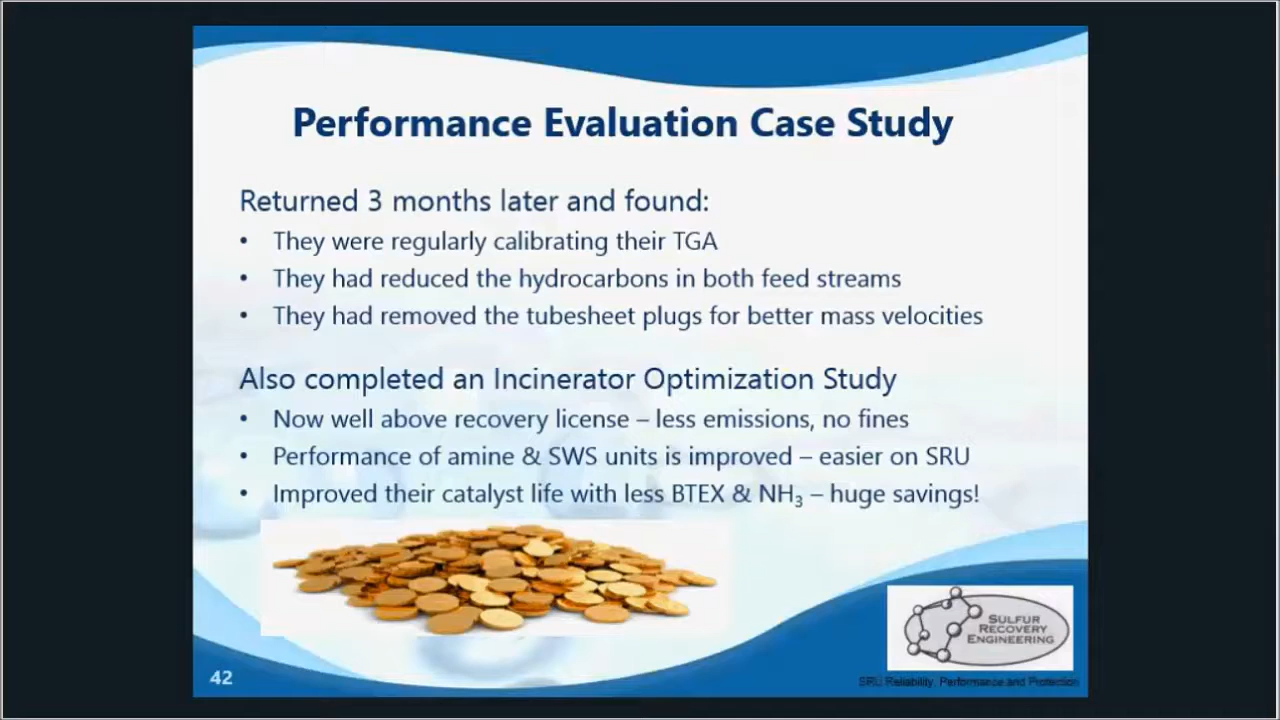 Performance Evaluation Case Study
Returned 3 months later and found:
• They were regularly calibrating their TGA
• They had reduced the hydrocarbons in both feed streams
• They had removed the tubesheet plugs for better mass velocities
Also completed an Incinerator Optimization Study
• Now well above recovery license – less emissions, no fines
• Performance of amine & SWS units is improved – easier on SRU
• Improved their catalyst life with less BTEX & NH₃ – huge savings!
SULFUR
RECOVERY
ENGINEERING
42
SRU Reliability, Performance and Protection